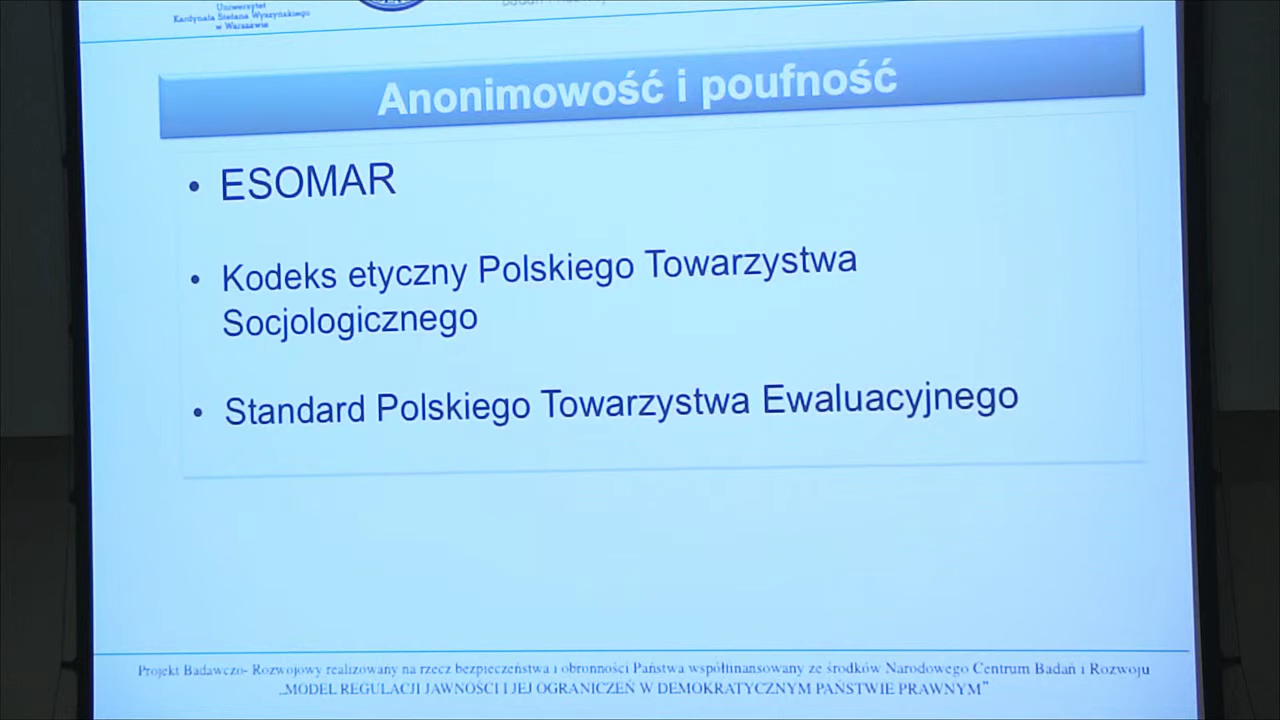 Uniwersytet
Kardynała Stefana Wyszyńskiego
w Warszawie
Anonimowość i poufność
• ESOMAR
• Kodeks etyczny Polskiego Towarzystwa
Socjologicznego
• Standard Polskiego Towarzystwa Ewaluacyjnego
Projekt Badawczo- Rozwojowy realizowany na rzecz bezpieczeństwa i obronności Państwa współfinansowany ze środków Narodowego Centrum Badań i Rozwoju
„MODEL REGULACJI JAWNOŚCI I JEJ OGRANICZEŃ W DEMOKRATYCZNYM PAŃSTWIE PRAWNYM”